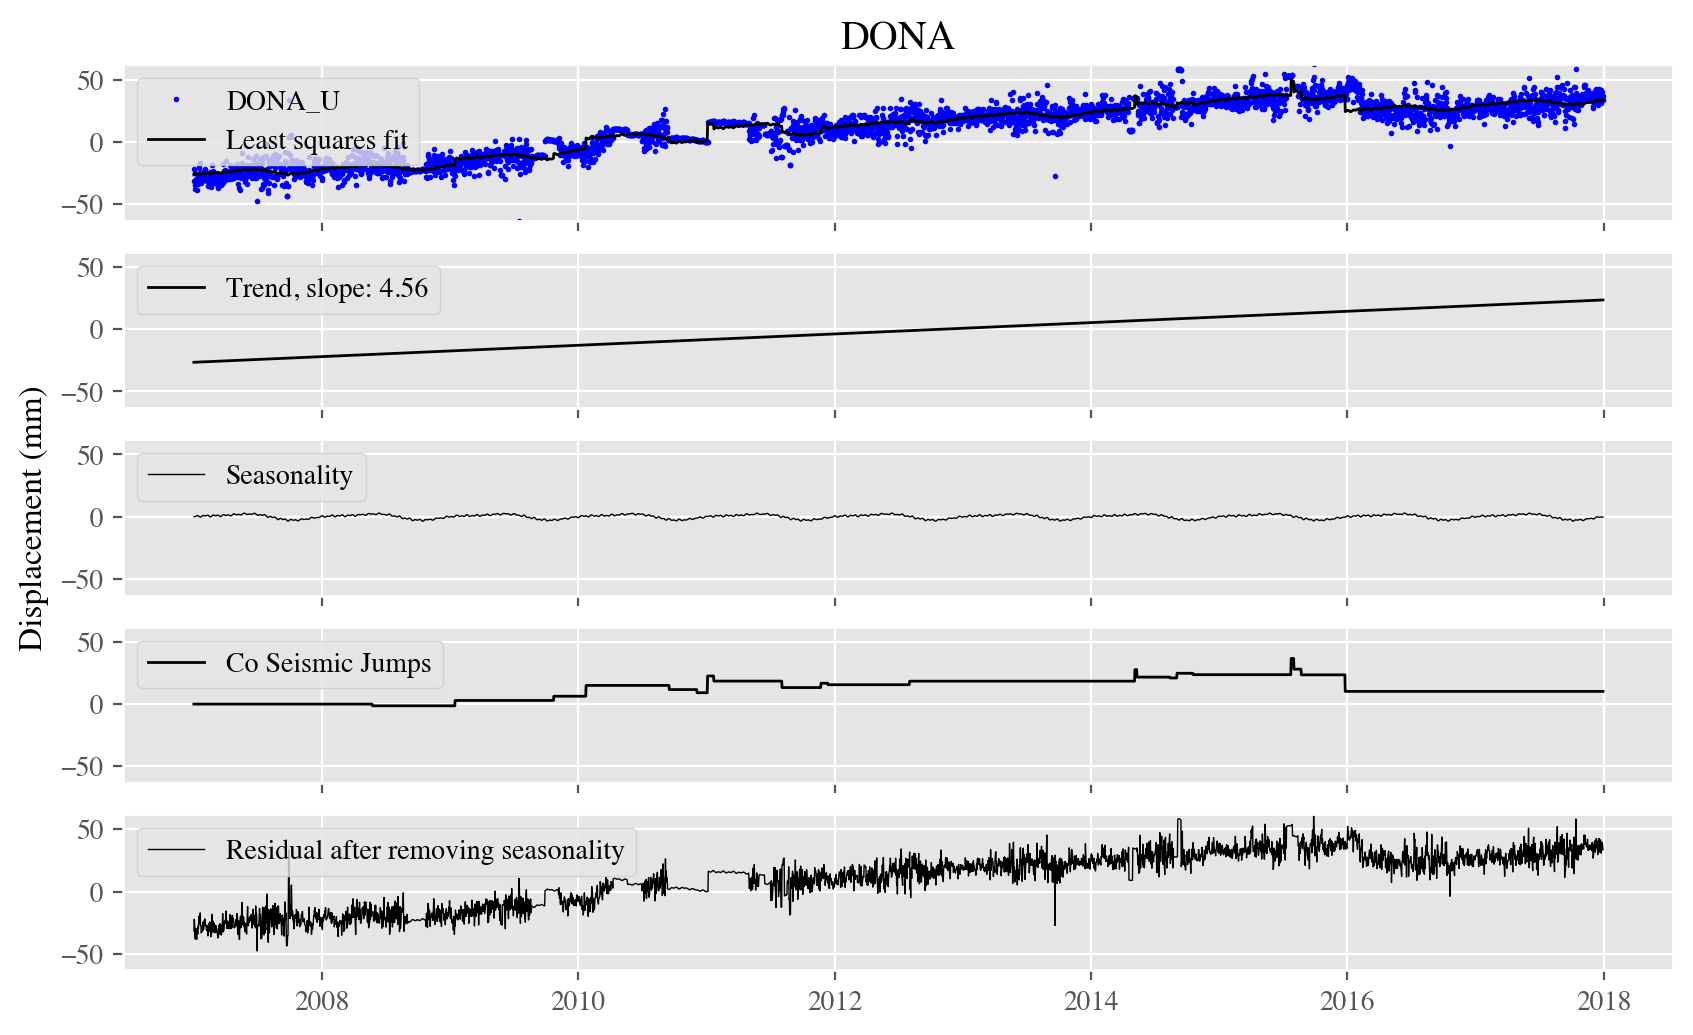 DONA
Displacement (mm)
50
0
−50
DONA_U
Least squares fit
50
0
−50
Trend, slope: 4.56
50
0
−50
Seasonality
50
0
−50
Co Seismic Jumps
50
0
−50
Residual after removing seasonality
2008 2010 2012 2014 2016 2018